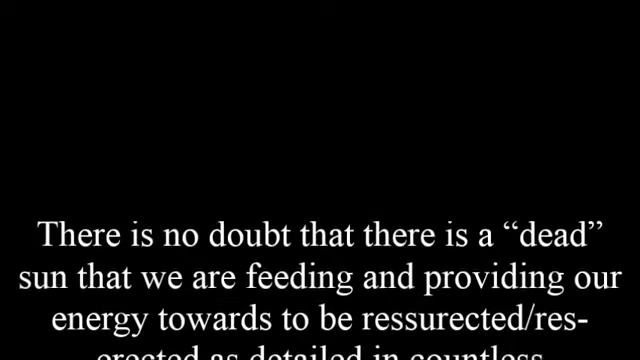 There is no doubt that there is a “dead”
sun that we are feeding and providing our
energy towards to be ressurected/res-
erected as detailed in countless